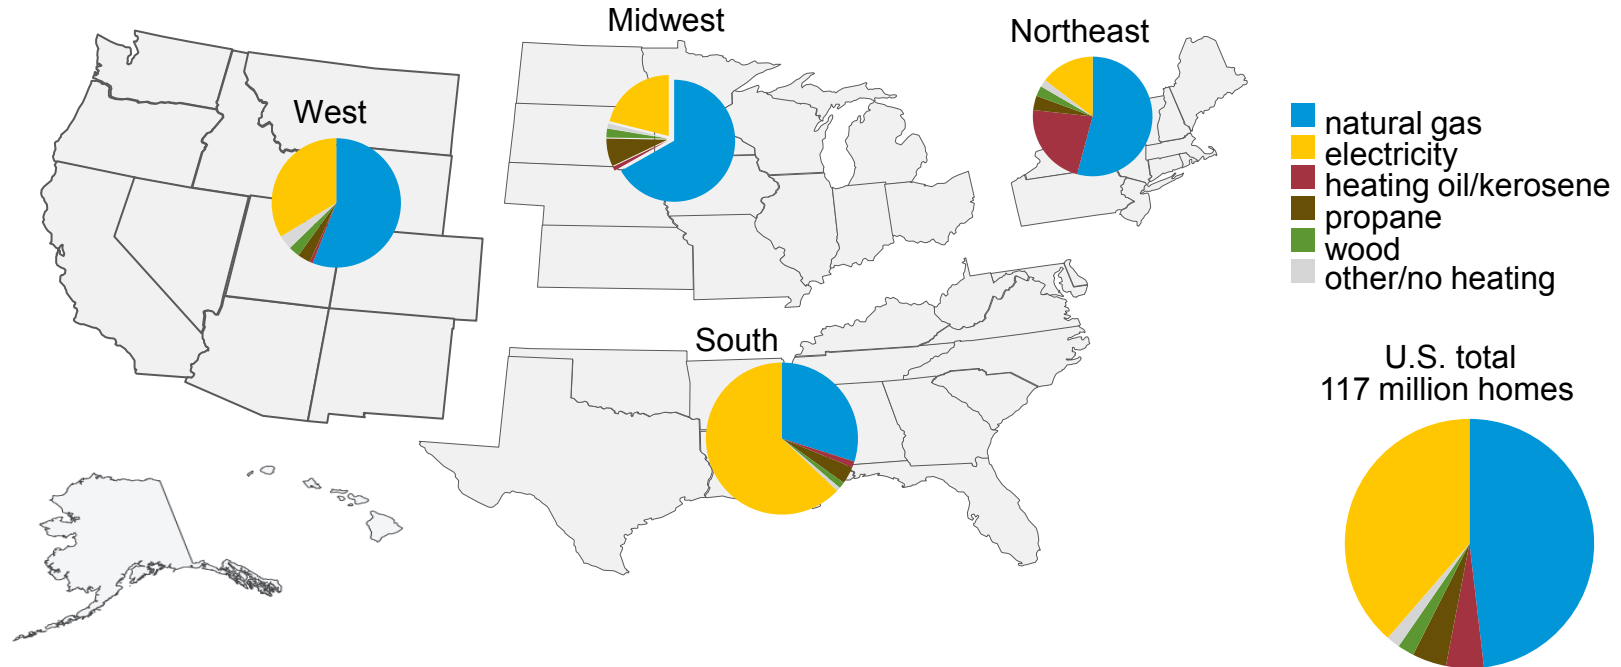 Midwest
Northeast
West
South
natural gas
electricity
heating oil/kerosene
propane
wood
other/no heating
U.S. total
117 million homes